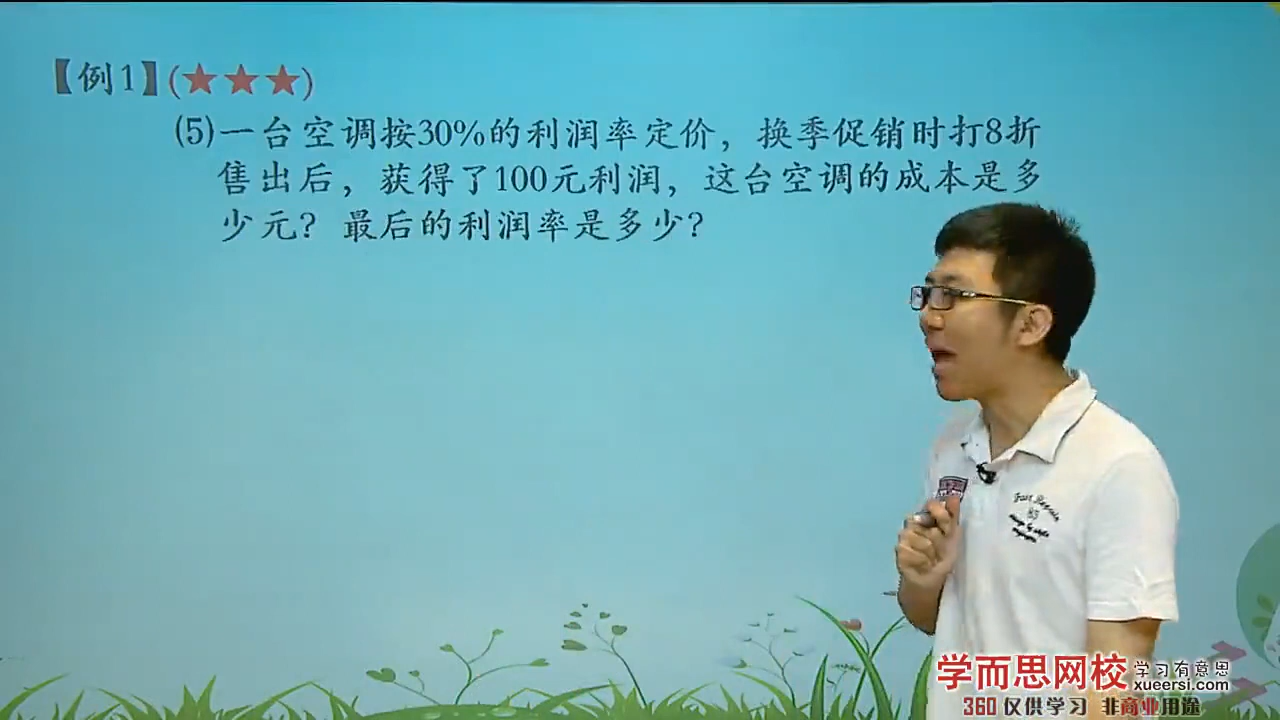 【例1】(★★★)
(5)一台空调按30%的利润率定价，换季促销时打8折
售出后，获得了100元利润，这台空调的成本是多
少元？最后的利润率是多少？
学而思网校 学习有意思
xueersi.com
360 仅供学习 非商业用途